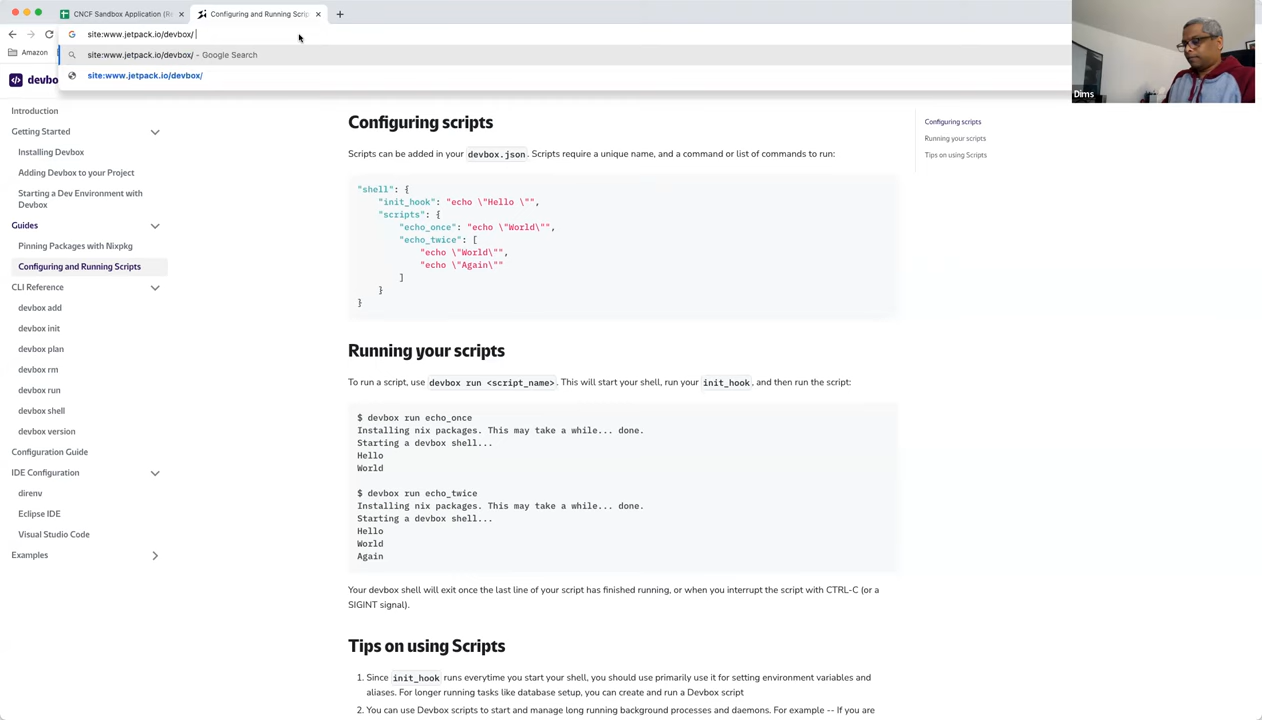 CNCF Sandbox Application (Re
Configuring and Running Scrip
site:www.jetpack.io/devbox/
Amazon
site:www.jetpack.io/devbox/ - Google Search
site:www.jetpack.io/devbox/
devbo
Dims
Introduction
Getting Started
Installing Devbox
Adding Devbox to your Project
Starting a Dev Environment with
Devbox
Guides
Pinning Packages with Nixpkg
Configuring and Running Scripts
CLI Reference
devbox add
devbox init
devbox plan
devbox rm
devbox run
devbox shell
devbox version
Configuration Guide
IDE Configuration
direnv
Eclipse IDE
Visual Studio Code
Examples
Configuring scripts
Scripts can be added in your devbox.json. Scripts require a unique name, and a command or list of commands to run:
"shell": {
"init_hook": "echo \"Hello \"",
"scripts": {
"echo_once": "echo \"World\"",
"echo_twice": [
"echo \"World\"",
"echo \"Again\""
]
}
}
Running your scripts
To run a script, use devbox run <script_name>. This will start your shell, run your init_hook, and then run the script:
$ devbox run echo_once
Installing nix packages. This may take a while... done.
Starting a devbox shell...
Hello
World
$ devbox run echo_twice
Installing nix packages. This may take a while... done.
Starting a devbox shell...
Hello
World
Again
Your devbox shell will exit once the last line of your script has finished running, or when you interrupt the script with CTRL-C (or a
SIGINT signal).
Tips on using Scripts
1. Since init_hook runs everytime you start your shell, you should use primarily use it for setting environment variables and
aliases. For longer running tasks like database setup, you can create and run a Devbox script
2. You can use Devbox scripts to start and manage long running background processes and daemons. For example -- If you are
Configuring scripts
Running your scripts
Tips on using Scripts